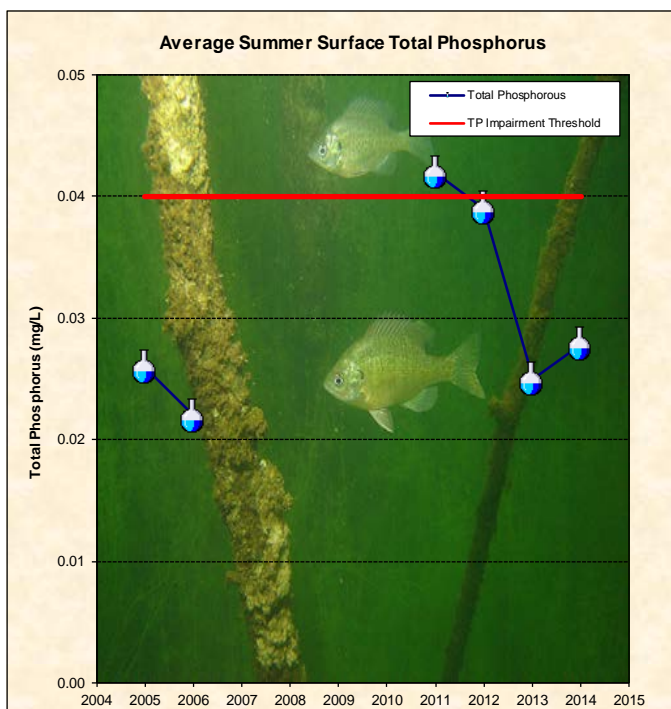 Average Summer Surface Total Phosphorus
0.05
Total Phosphorous
TP Impairment Threshold
0.04
0.03
Total Phosphorus (mg/L)
0.02
0.01
0.00
2004 2005 2006 2007 2008 2009 2010 2011 2012 2013 2014 2015